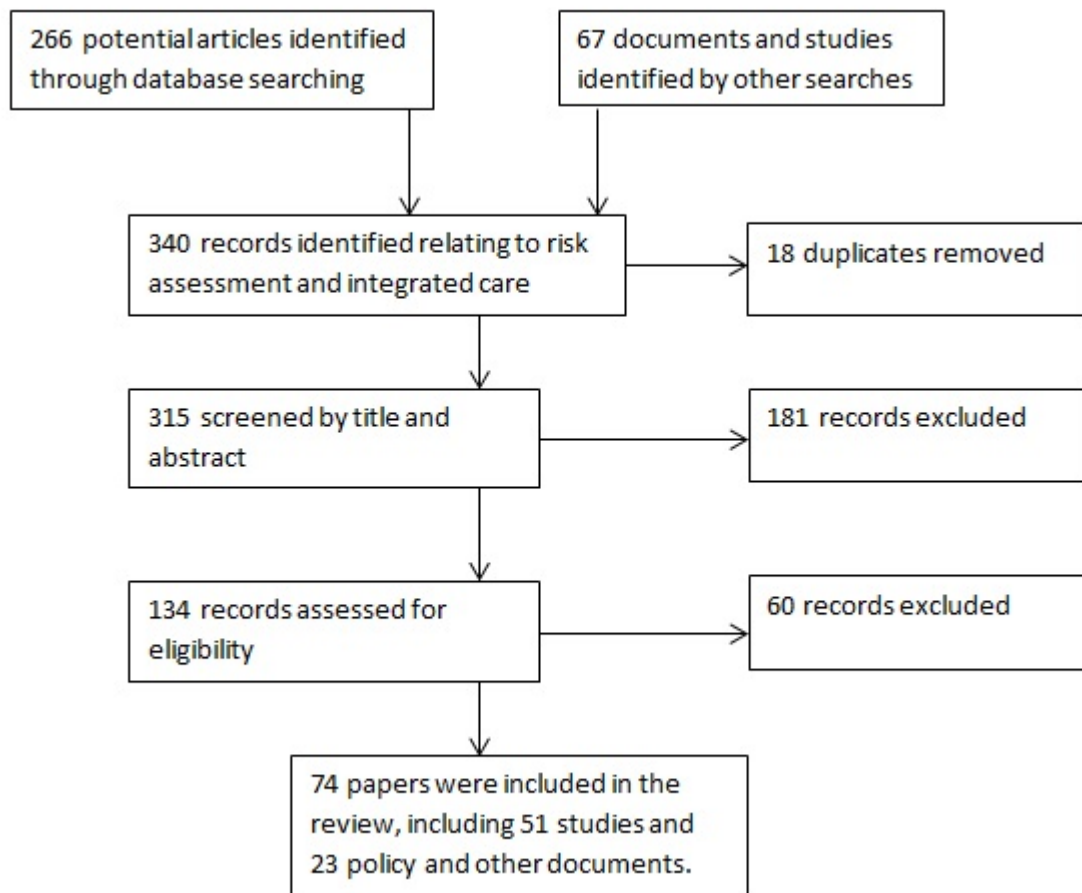 266 potential articles identified
through database searching
67 documents and studies
identified by other searches
340 records identified relating to risk
assessment and integrated care
18 duplicates removed
315 screened by title and
abstract
181 records excluded
134 records assessed for
eligibility
60 records excluded
74 papers were included in the
review, including 51 studies and
23 policy and other documents.